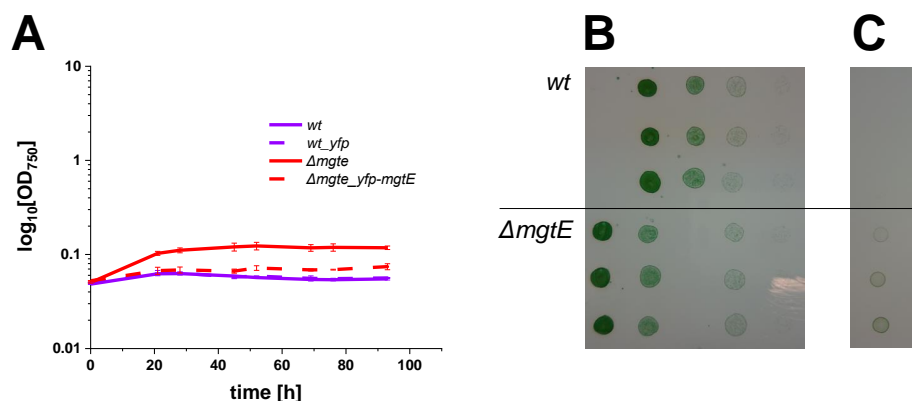 A
B
C
10
1
0.1
0.01
log10[OD750]
0
20
40
60
80
100
time [h]
wt
wt_yfp
Δmgte
Δmgte_yfp-mgtE
wt
ΔmgtE